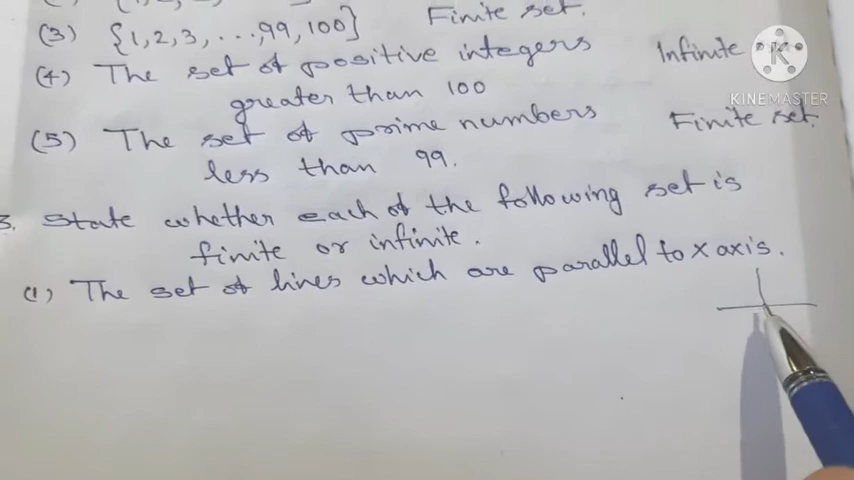 (3) {1,2,3, ...,99,100} Finite set.
(4) The set of positive integers Infinite
greater than 100
(5) The set of prime numbers Finite set.
less than 99.
3. State whether each of the following set is
finite or infinite.
(1) The set of lines which are parallel to x axis.
K
KINEMASTER